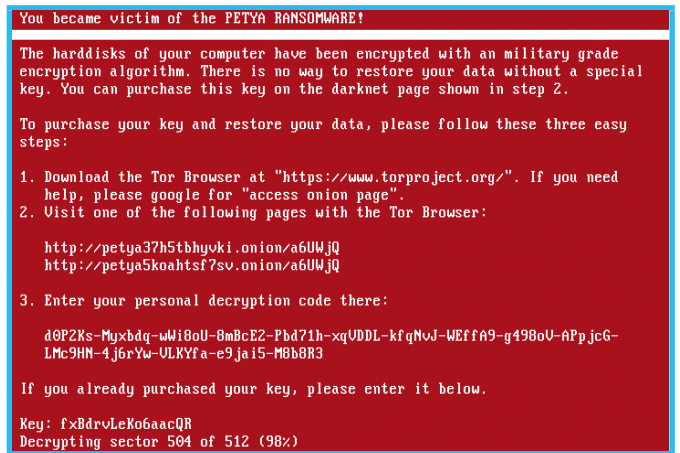 You became victim of the PETYA RANSOMWARE!
The harddisks of your computer have been encrypted with an military grade
encryption algorithm. There is no way to restore your data without a special
key. You can purchase this key on the darknet page shown in step 2.
To purchase your key and restore your data, please follow these three easy
steps:
1. Download the Tor Browser at "https://www.torproject.org/". If you need
help, please google for "access onion page".
2. Visit one of the following pages with the Tor Browser:
http://petya37h5tbhyvki.onion/a6UWjQ
http://petya5koahtsf7sv.onion/a6UWjQ
3. Enter your personal decryption code there:
d0P2Ks-Myxbdq-wWi8oU-8mBcE2-Pbd71h-xqVDDL-kfqNvJ-WEffA9-g498oV-APpjcG-
LMc9HN-4j6rYw-VLKYfa-e9jai5-M8b8R3
If you already purchased your key, please enter it below.
Key: fxBdrvLeKo6aacQR
Decrypting sector 504 of 512 (98%)